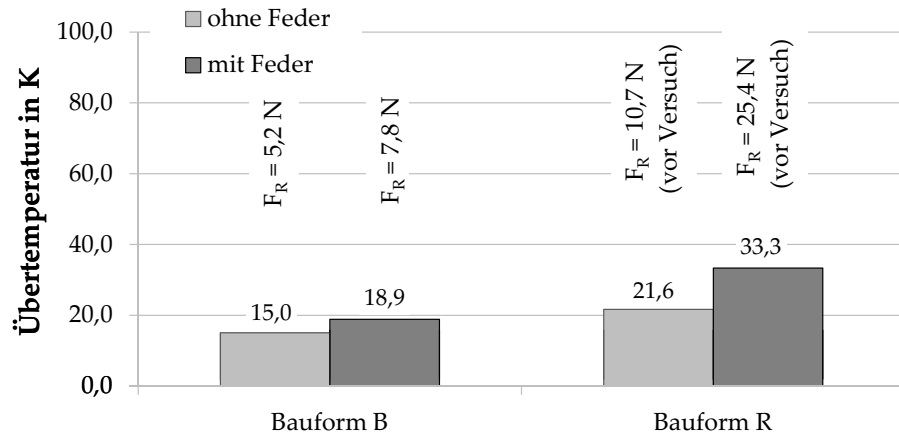 ohne Feder
mit Feder
Übertemperatur in K
100,0
80,0
60,0
40,0
20,0
0,0
F_R = 5,2 N
F_R = 7,8 N
F_R = 10,7 N
(vor Versuch)
F_R = 25,4 N
(vor Versuch)
15,0
18,9
21,6
33,3
Bauform B
Bauform R